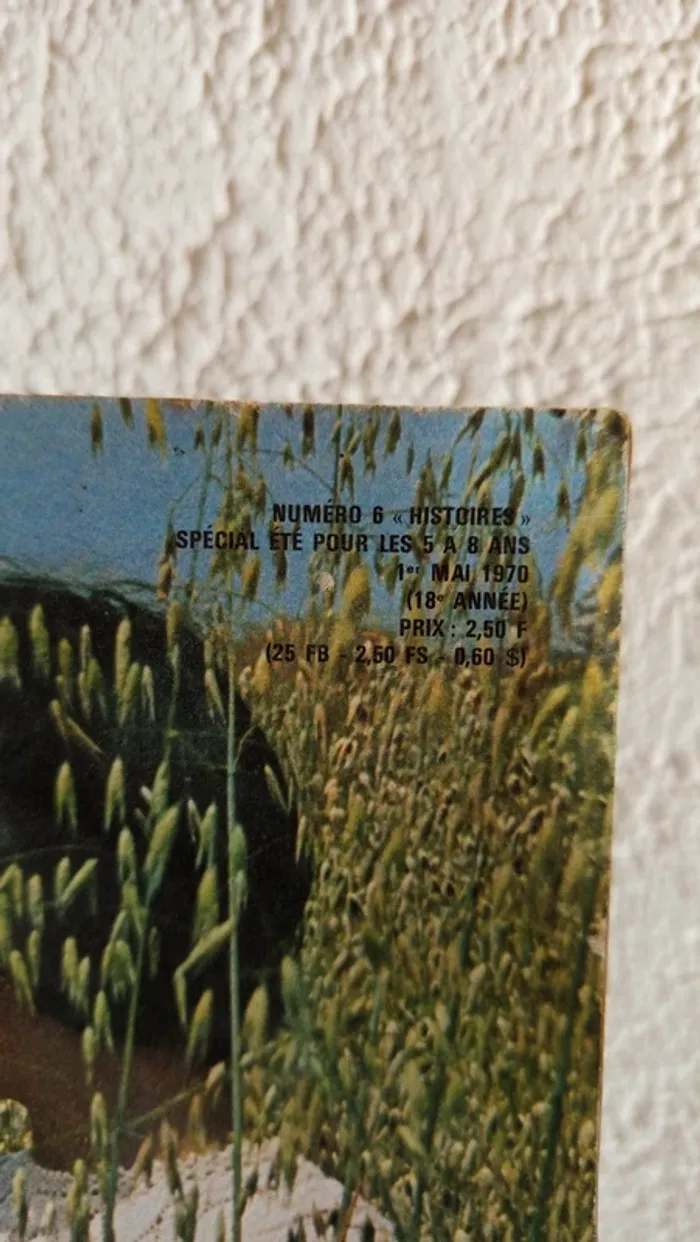 NUMÉRO 6 « HISTOIRES »
SPÉCIAL ÉTÉ POUR LES 5 A 8 ANS
1er MAI 1970
(18e ANNÉE)
PRIX : 2,50 F
(25 FB - 2,50 FS - 0,60 $)